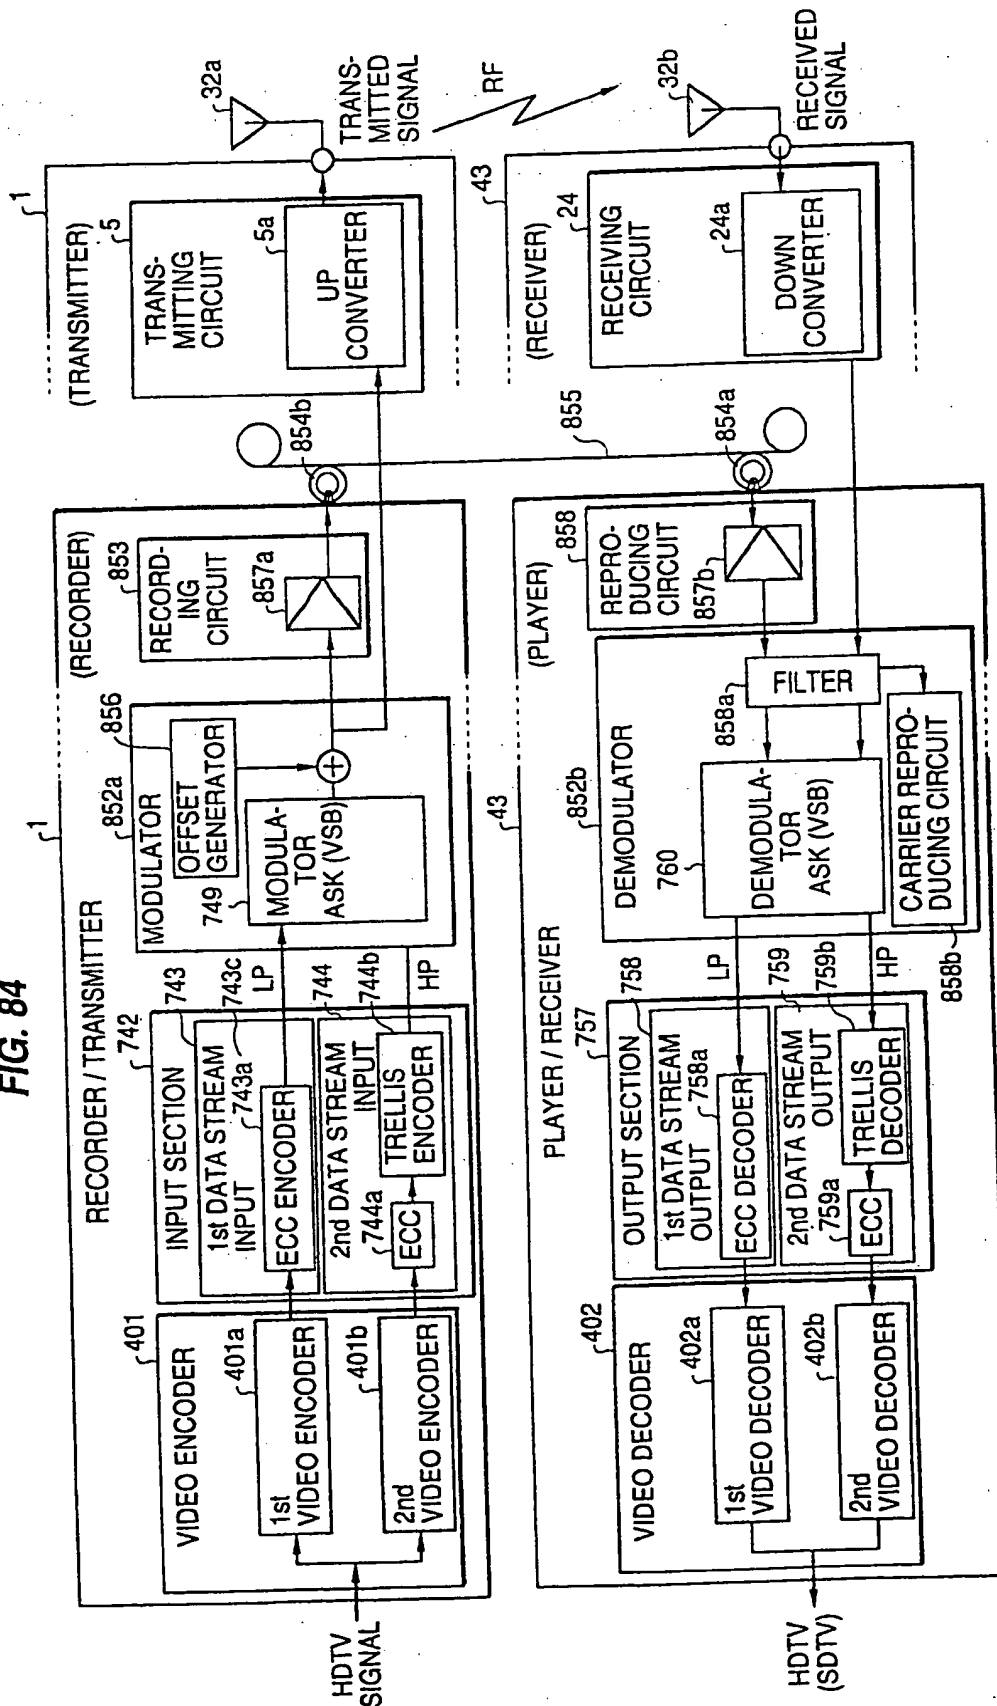 FIG. 84
RECORDER / TRANSMITTER
1
(RECORDER)
(TRANSMITTER)
1
HDTV
SIGNAL
VIDEO ENCODER
401
1st
VIDEO ENCODER
401a
2nd
VIDEO ENCODER
401b
INPUT SECTION
742
1st DATA STREAM
INPUT
743
743c
743a
ECC ENCODER
LP
2nd DATA STREAM
INPUT
744
744a
ECC
744b
TRELLIS
ENCODER
HP
MODULATOR
852a
OFFSET
GENERATOR
856
749
MODULA-
TOR
ASK (VSB)
RECORD-
ING
CIRCUIT
853
857a
854b
855
TRANS-
MITTING
CIRCUIT
5
UP
CONVERTER
5a
32a
TRANS-
MITTED
SIGNAL
RF
PLAYER / RECEIVER
43
(PLAYER)
(RECEIVER)
43
HDTV
(SDTV)
VIDEO DECODER
402
1st
VIDEO DECODER
402a
2nd
VIDEO DECODER
402b
OUTPUT SECTION
757
1st DATA STREAM
OUTPUT
758
758a
ECC DECODER
LP
2nd DATA STREAM
OUTPUT
759
759a
ECC
759b
TRELLIS
DECODER
HP
DEMODULATOR
852b
760
DEMODULA-
TOR
ASK (VSB)
858a
FILTER
CARRIER REPRO-
DUCING CIRCUIT
858b
REPRO-
DUCING
CIRCUIT
858
857b
854a
RECEIVING
CIRCUIT
24
DOWN
CONVERTER
24a
32b
RECEIVED
SIGNAL